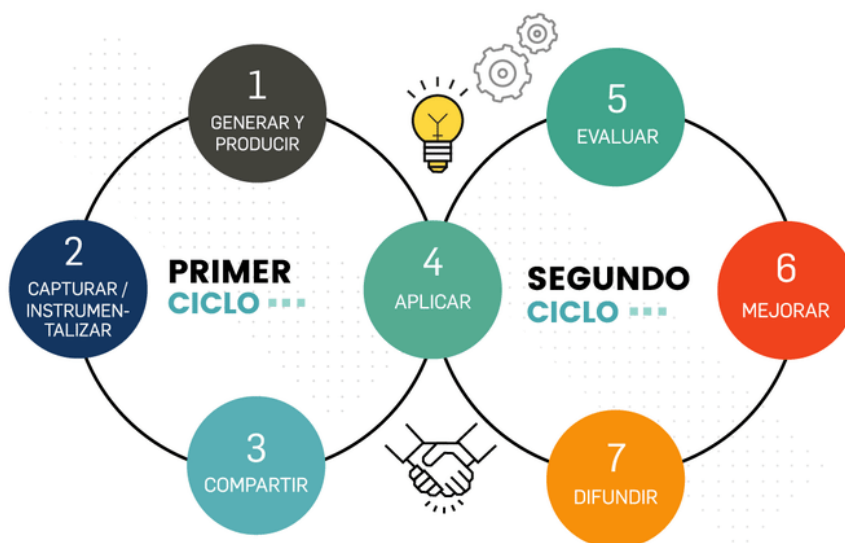 1
GENERAR Y
PRODUCIR
2
CAPTURAR /
INSTRUMEN-
TALIZAR
PRIMER
CICLO
3
COMPARTIR
4
APLICAR
5
EVALUAR
SEGUNDO
CICLO
6
MEJORAR
7
DIFUNDIR